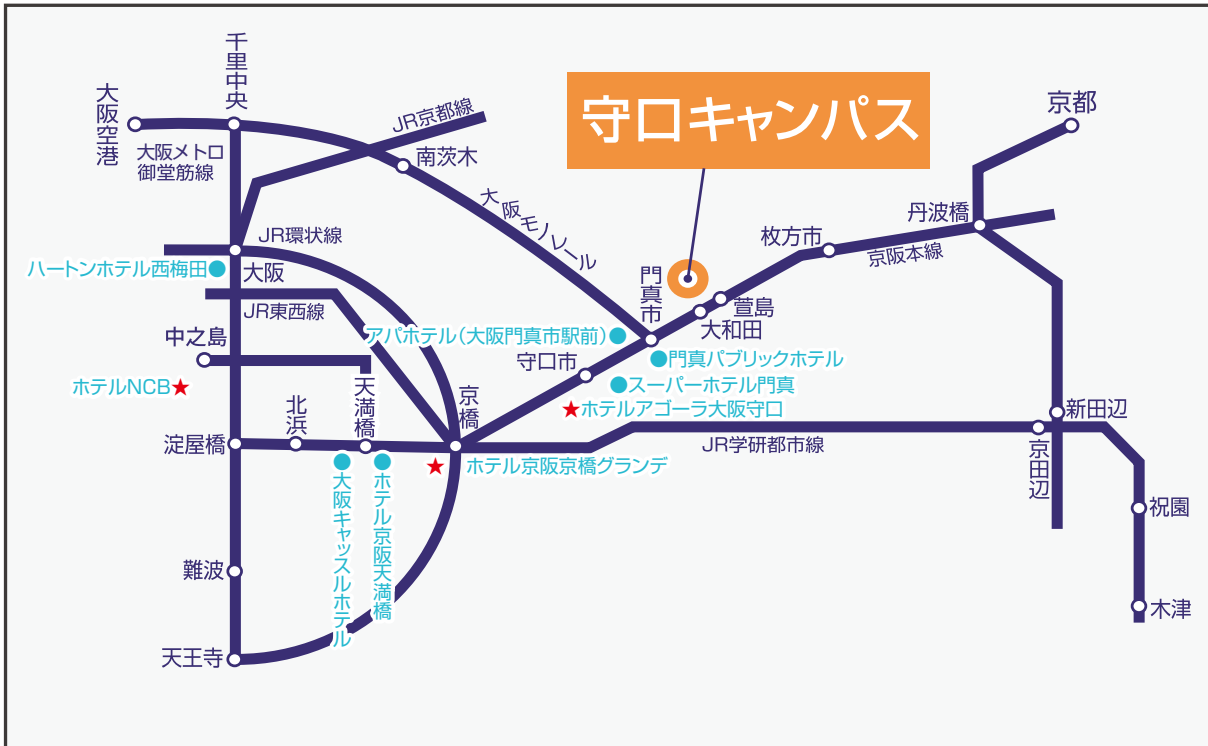 千里中央
大阪空港
大阪メトロ
御堂筋線
JR京都線
南茨木
大阪モノレール
守口キャンパス
京都
丹波橋
枚方市
京阪本線
JR環状線
ハートンホテル西梅田
大阪
JR東西線
門真市
萱島
大和田
中之島
アパホテル(大阪門真市駅前)
門真パブリックホテル
守口市
スーパーホテル門真
ホテルNCB★
★ホテルアゴーラ大阪守口
北浜
天満橋
京橋
新田辺
淀屋橋
JR学研都市線
京田辺
★ホテル京阪京橋グランデ
大阪キャッスルホテル
ホテル京阪天満橋
祝園
難波
木津
天王寺